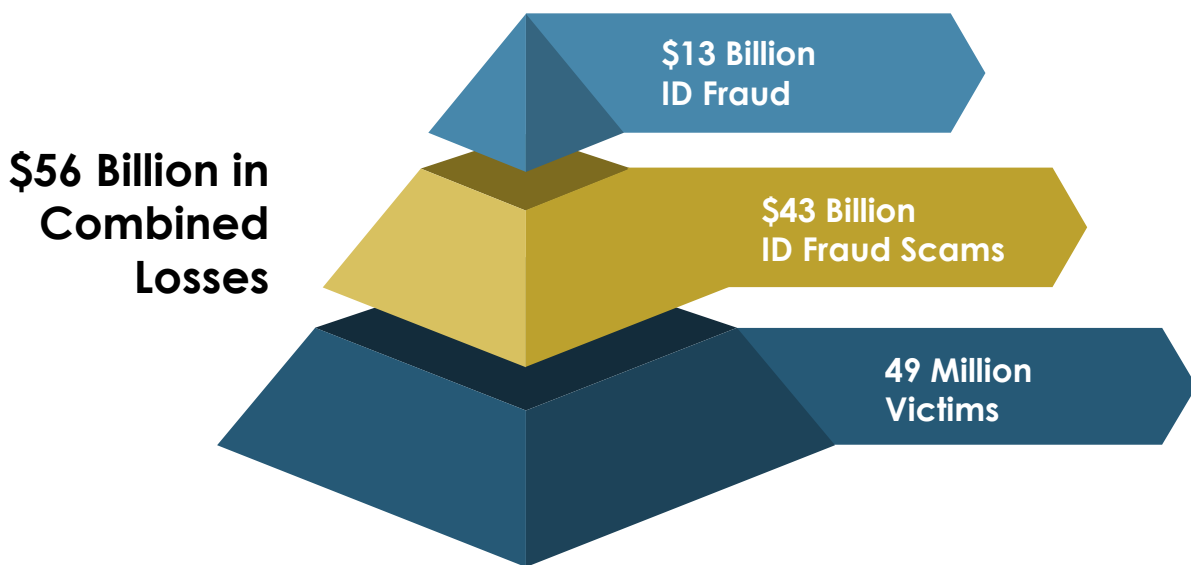 $13 Billion
ID Fraud
$56 Billion in
Combined
Losses
$43 Billion
ID Fraud Scams
49 Million
Victims